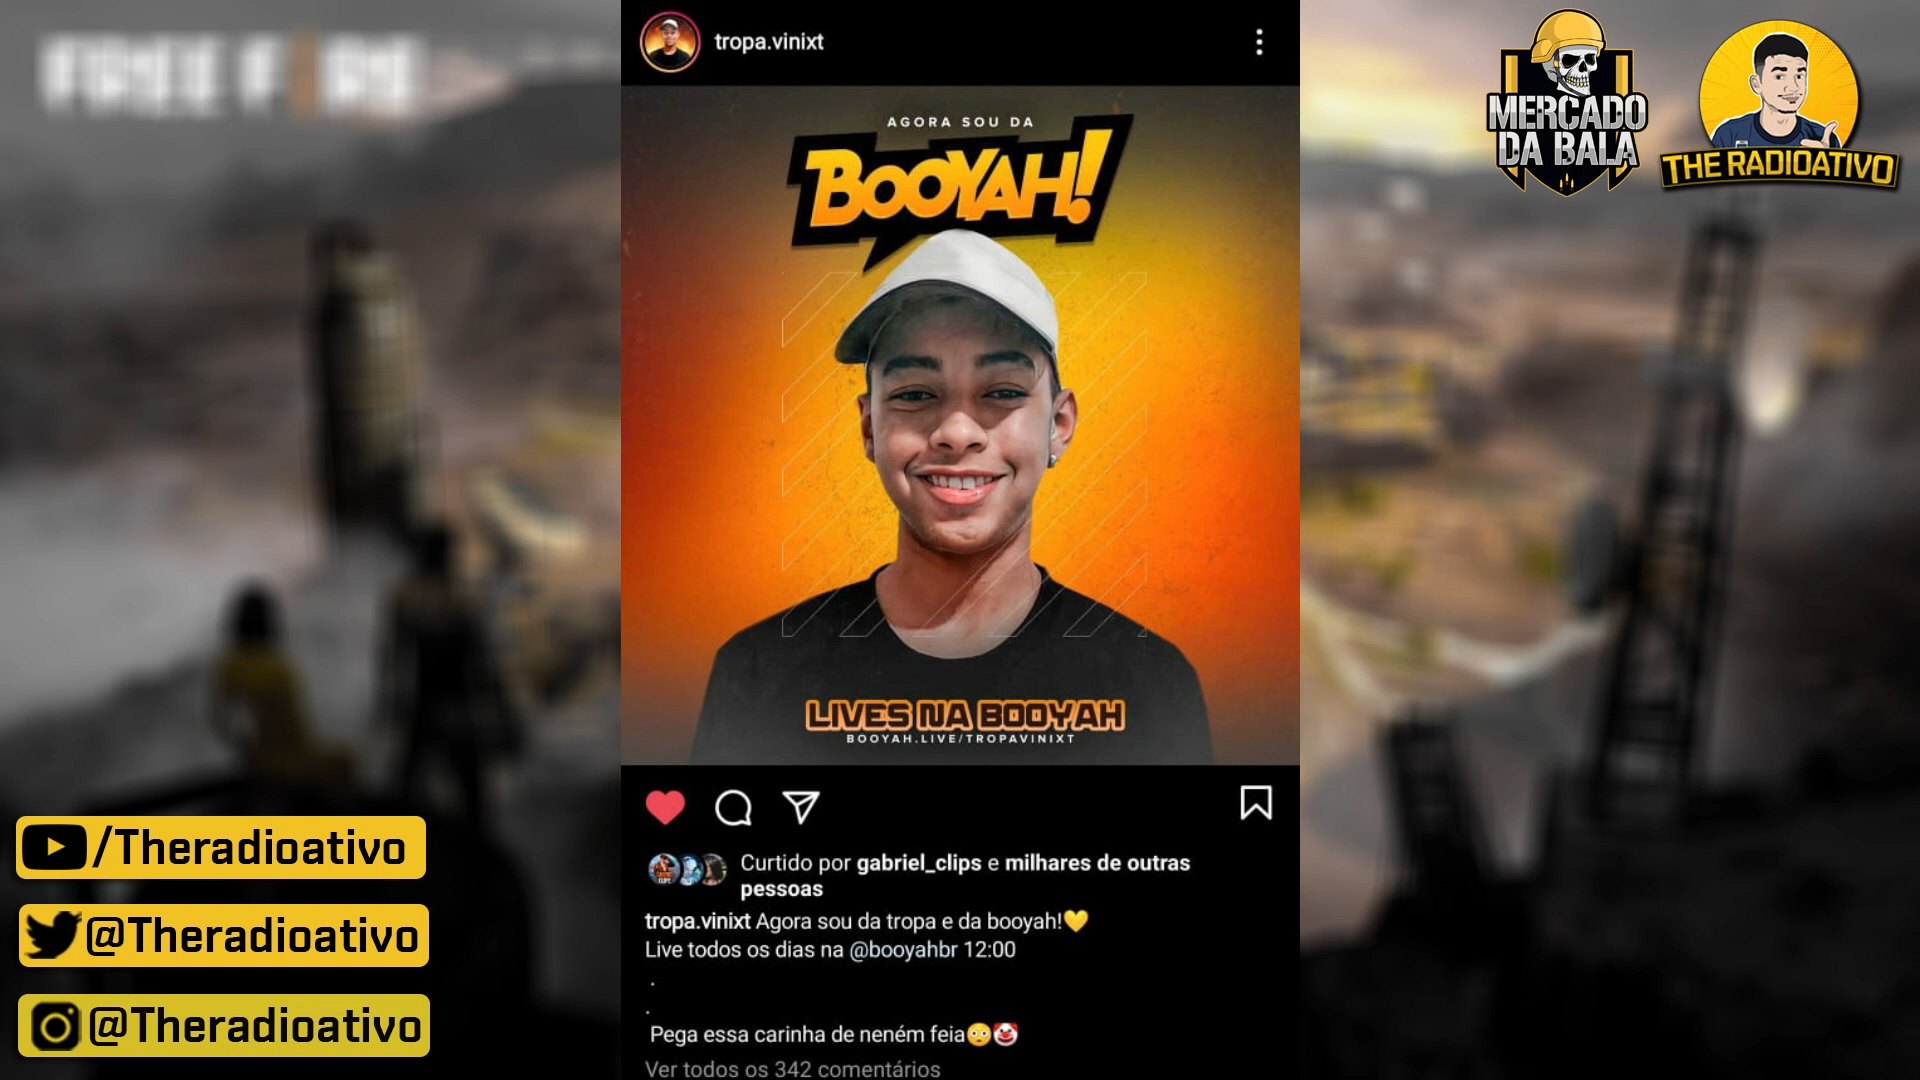 FREE FIRE
tropa.vinixt
MERCADO
DA BALA
THE RADIOATIVO
AGORA SOU DA
BOOYAH!
LIVES NA BOOYAH
BOOYAH.LIVE/TROPAVINIXT
/Theradioativo
@Theradioativo
@Theradioativo
Curtido por gabriel_clips e milhares de outras
pessoas
tropa.vinixt Agora sou da tropa e da booyah!💛
Live todos os dias na @booyahbr 12:00
.
.
Pega essa carinha de neném feia😳🤡
Ver todos os 342 comentários